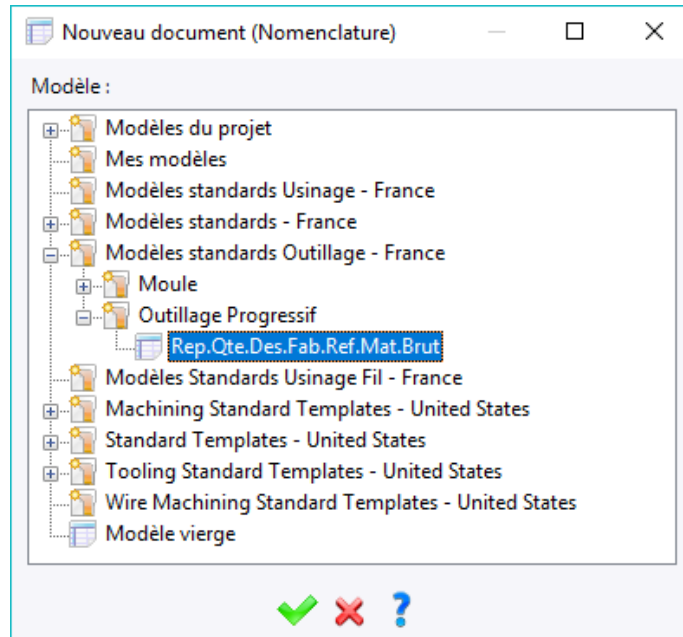 Nouveau document (Nomenclature)
Modèle :
Modèles du projet
Mes modèles
Modèles standards Usinage - France
Modèles standards - France
Modèles standards Outillage - France
Moule
Outillage Progressif
Rep.Qte.Des.Fab.Ref.Mat.Brut
Modèles Standards Usinage Fil - France
Machining Standard Templates - United States
Standard Templates - United States
Tooling Standard Templates - United States
Wire Machining Standard Templates - United States
Modèle vierge